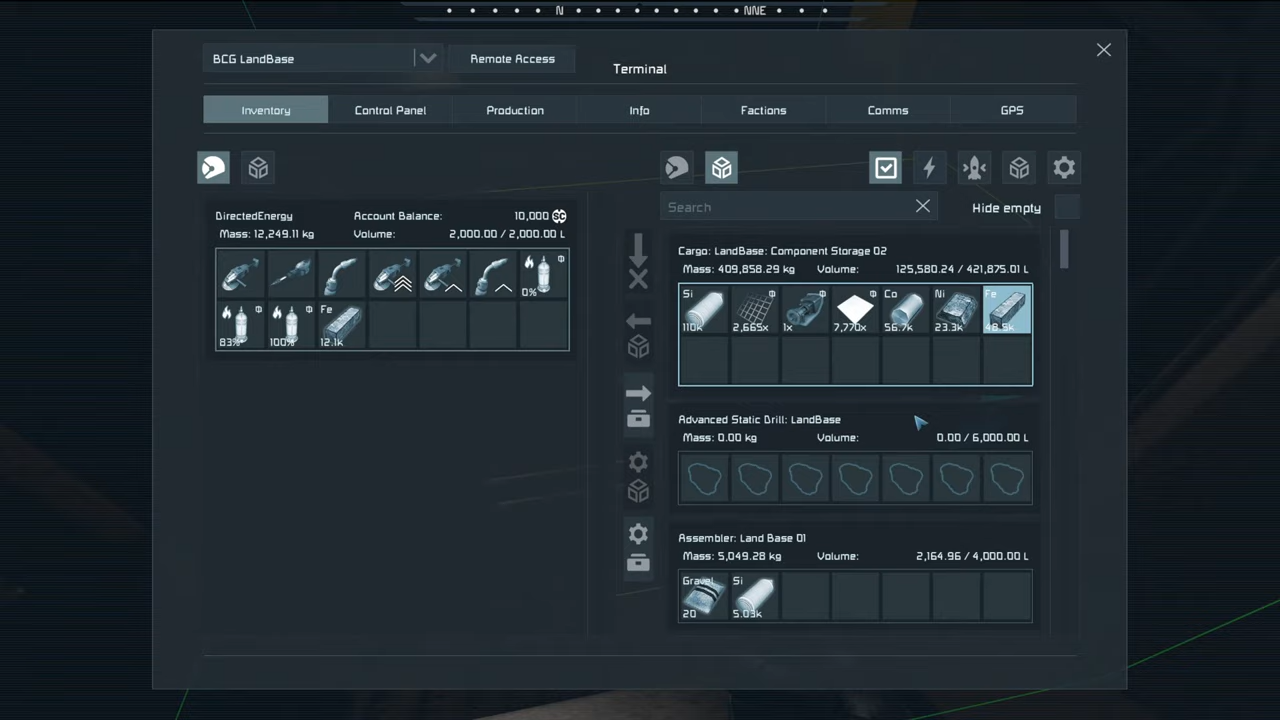 N NNE
BCG LandBase Remote Access
Terminal
Inventory Control Panel Production Info Factions Comms GPS
Search Hide empty
DirectedEnergy Account Balance: 10,000 SC
Mass: 12,249.11 kg Volume: 2,000.00 / 2,000.00 L
0%
Fe
83% 100% 12.1k
Cargo: LandBase: Component Storage 02
Mass: 409,858.29 kg Volume: 125,580.24 / 421,875.01 L
Si Co Ni Fe
110k 2,665x 1x 7,770x 56.7k 23.3k 48.5k
Advanced Static Drill: LandBase
Mass: 0.00 kg Volume: 0.00 / 6,000.00 L
Assembler: Land Base 01
Mass: 5,049.28 kg Volume: 2,164.96 / 4,000.00 L
Gravel Si
20 5.03k